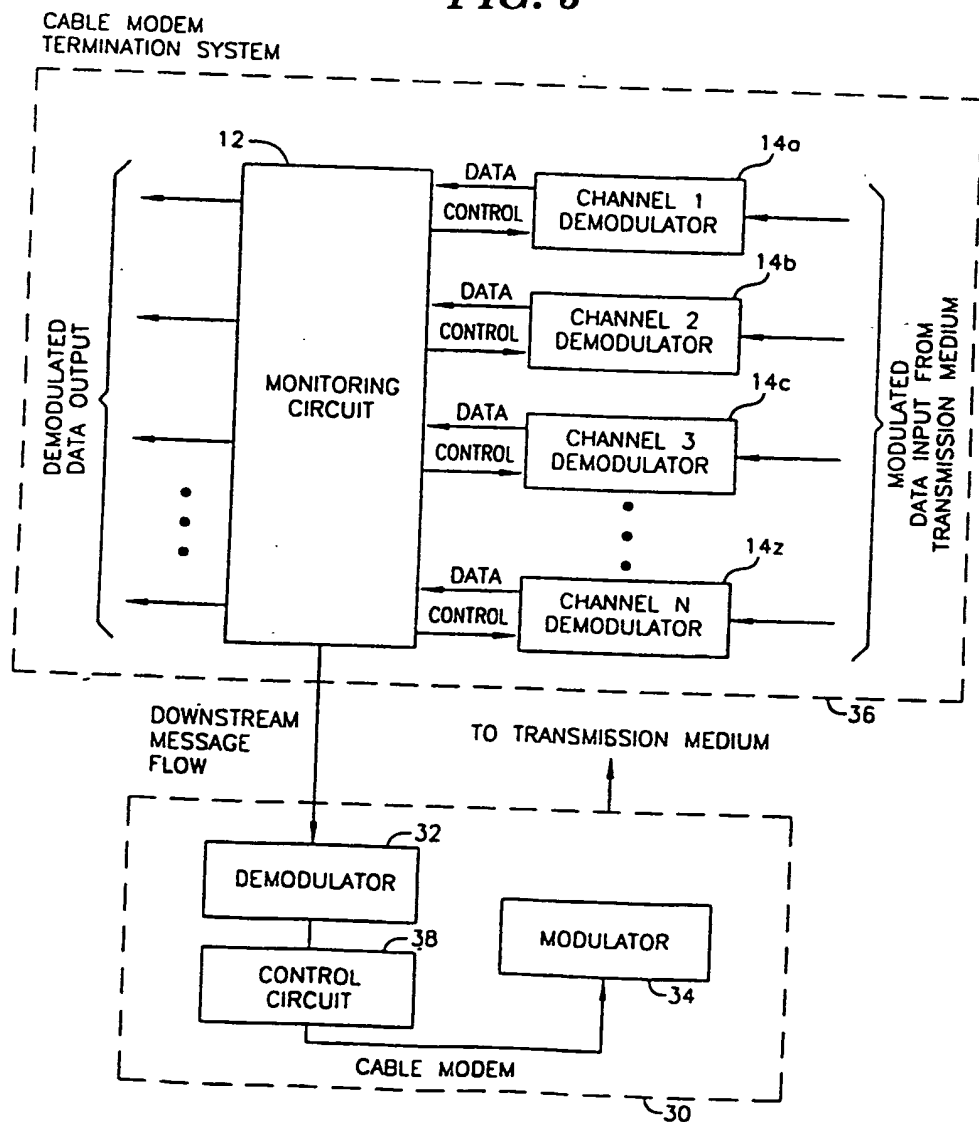 CABLE MODEM
TERMINATION SYSTEM
12
14a
DATA
CONTROL
CHANNEL 1
DEMODULATOR
14b
DATA
CONTROL
CHANNEL 2
DEMODULATOR
14c
DATA
CONTROL
CHANNEL 3
DEMODULATOR
14z
DATA
CONTROL
CHANNEL N
DEMODULATOR
DEMODULATED
DATA OUTPUT
MONITORING
CIRCUIT
MODULATED
DATA INPUT FROM
TRANSMISSION MEDIUM
36
DOWNSTREAM
MESSAGE
FLOW
TO TRANSMISSION MEDIUM
32
DEMODULATOR
38
CONTROL
CIRCUIT
MODULATOR
34
CABLE MODEM
30